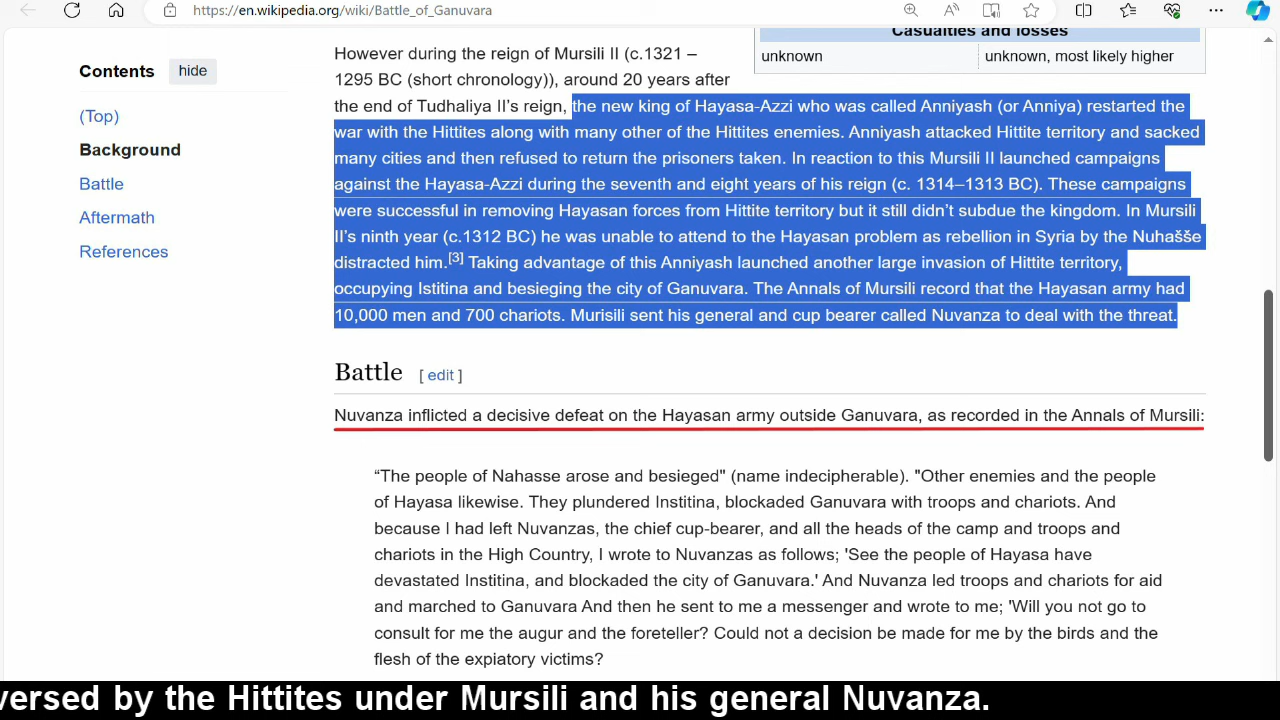 https://en.wikipedia.org/wiki/Battle_of_Ganuvara
Contents hide
(Top)
Background
Battle
Aftermath
References
Casualties and losses
unknown
unknown, most likely higher
However during the reign of Mursili II (c.1321 –
1295 BC (short chronology)), around 20 years after
the end of Tudhaliya II’s reign, the new king of Hayasa-Azzi who was called Anniyash (or Anniya) restarted the
war with the Hittites along with many other of the Hittites enemies. Anniyash attacked Hittite territory and sacked
many cities and then refused to return the prisoners taken. In reaction to this Mursili II launched campaigns
against the Hayasa-Azzi during the seventh and eight years of his reign (c. 1314–1313 BC). These campaigns
were successful in removing Hayasan forces from Hittite territory but it still didn’t subdue the kingdom. In Mursili
II’s ninth year (c.1312 BC) he was unable to attend to the Hayasan problem as rebellion in Syria by the Nuhašše
distracted him.[3] Taking advantage of this Anniyash launched another large invasion of Hittite territory,
occupying Istitina and besieging the city of Ganuvara. The Annals of Mursili record that the Hayasan army had
10,000 men and 700 chariots. Murisili sent his general and cup bearer called Nuvanza to deal with the threat.
Battle [ edit ]
Nuvanza inflicted a decisive defeat on the Hayasan army outside Ganuvara, as recorded in the Annals of Mursili:
“The people of Nahasse arose and besieged" (name indecipherable). "Other enemies and the people
of Hayasa likewise. They plundered Institina, blockaded Ganuvara with troops and chariots. And
because I had left Nuvanzas, the chief cup-bearer, and all the heads of the camp and troops and
chariots in the High Country, I wrote to Nuvanzas as follows; 'See the people of Hayasa have
devastated Institina, and blockaded the city of Ganuvara.' And Nuvanza led troops and chariots for aid
and marched to Ganuvara And then he sent to me a messenger and wrote to me; 'Will you not go to
consult for me the augur and the foreteller? Could not a decision be made for me by the birds and the
flesh of the expiatory victims?
versed by the Hittites under Mursili and his general Nuvanza.